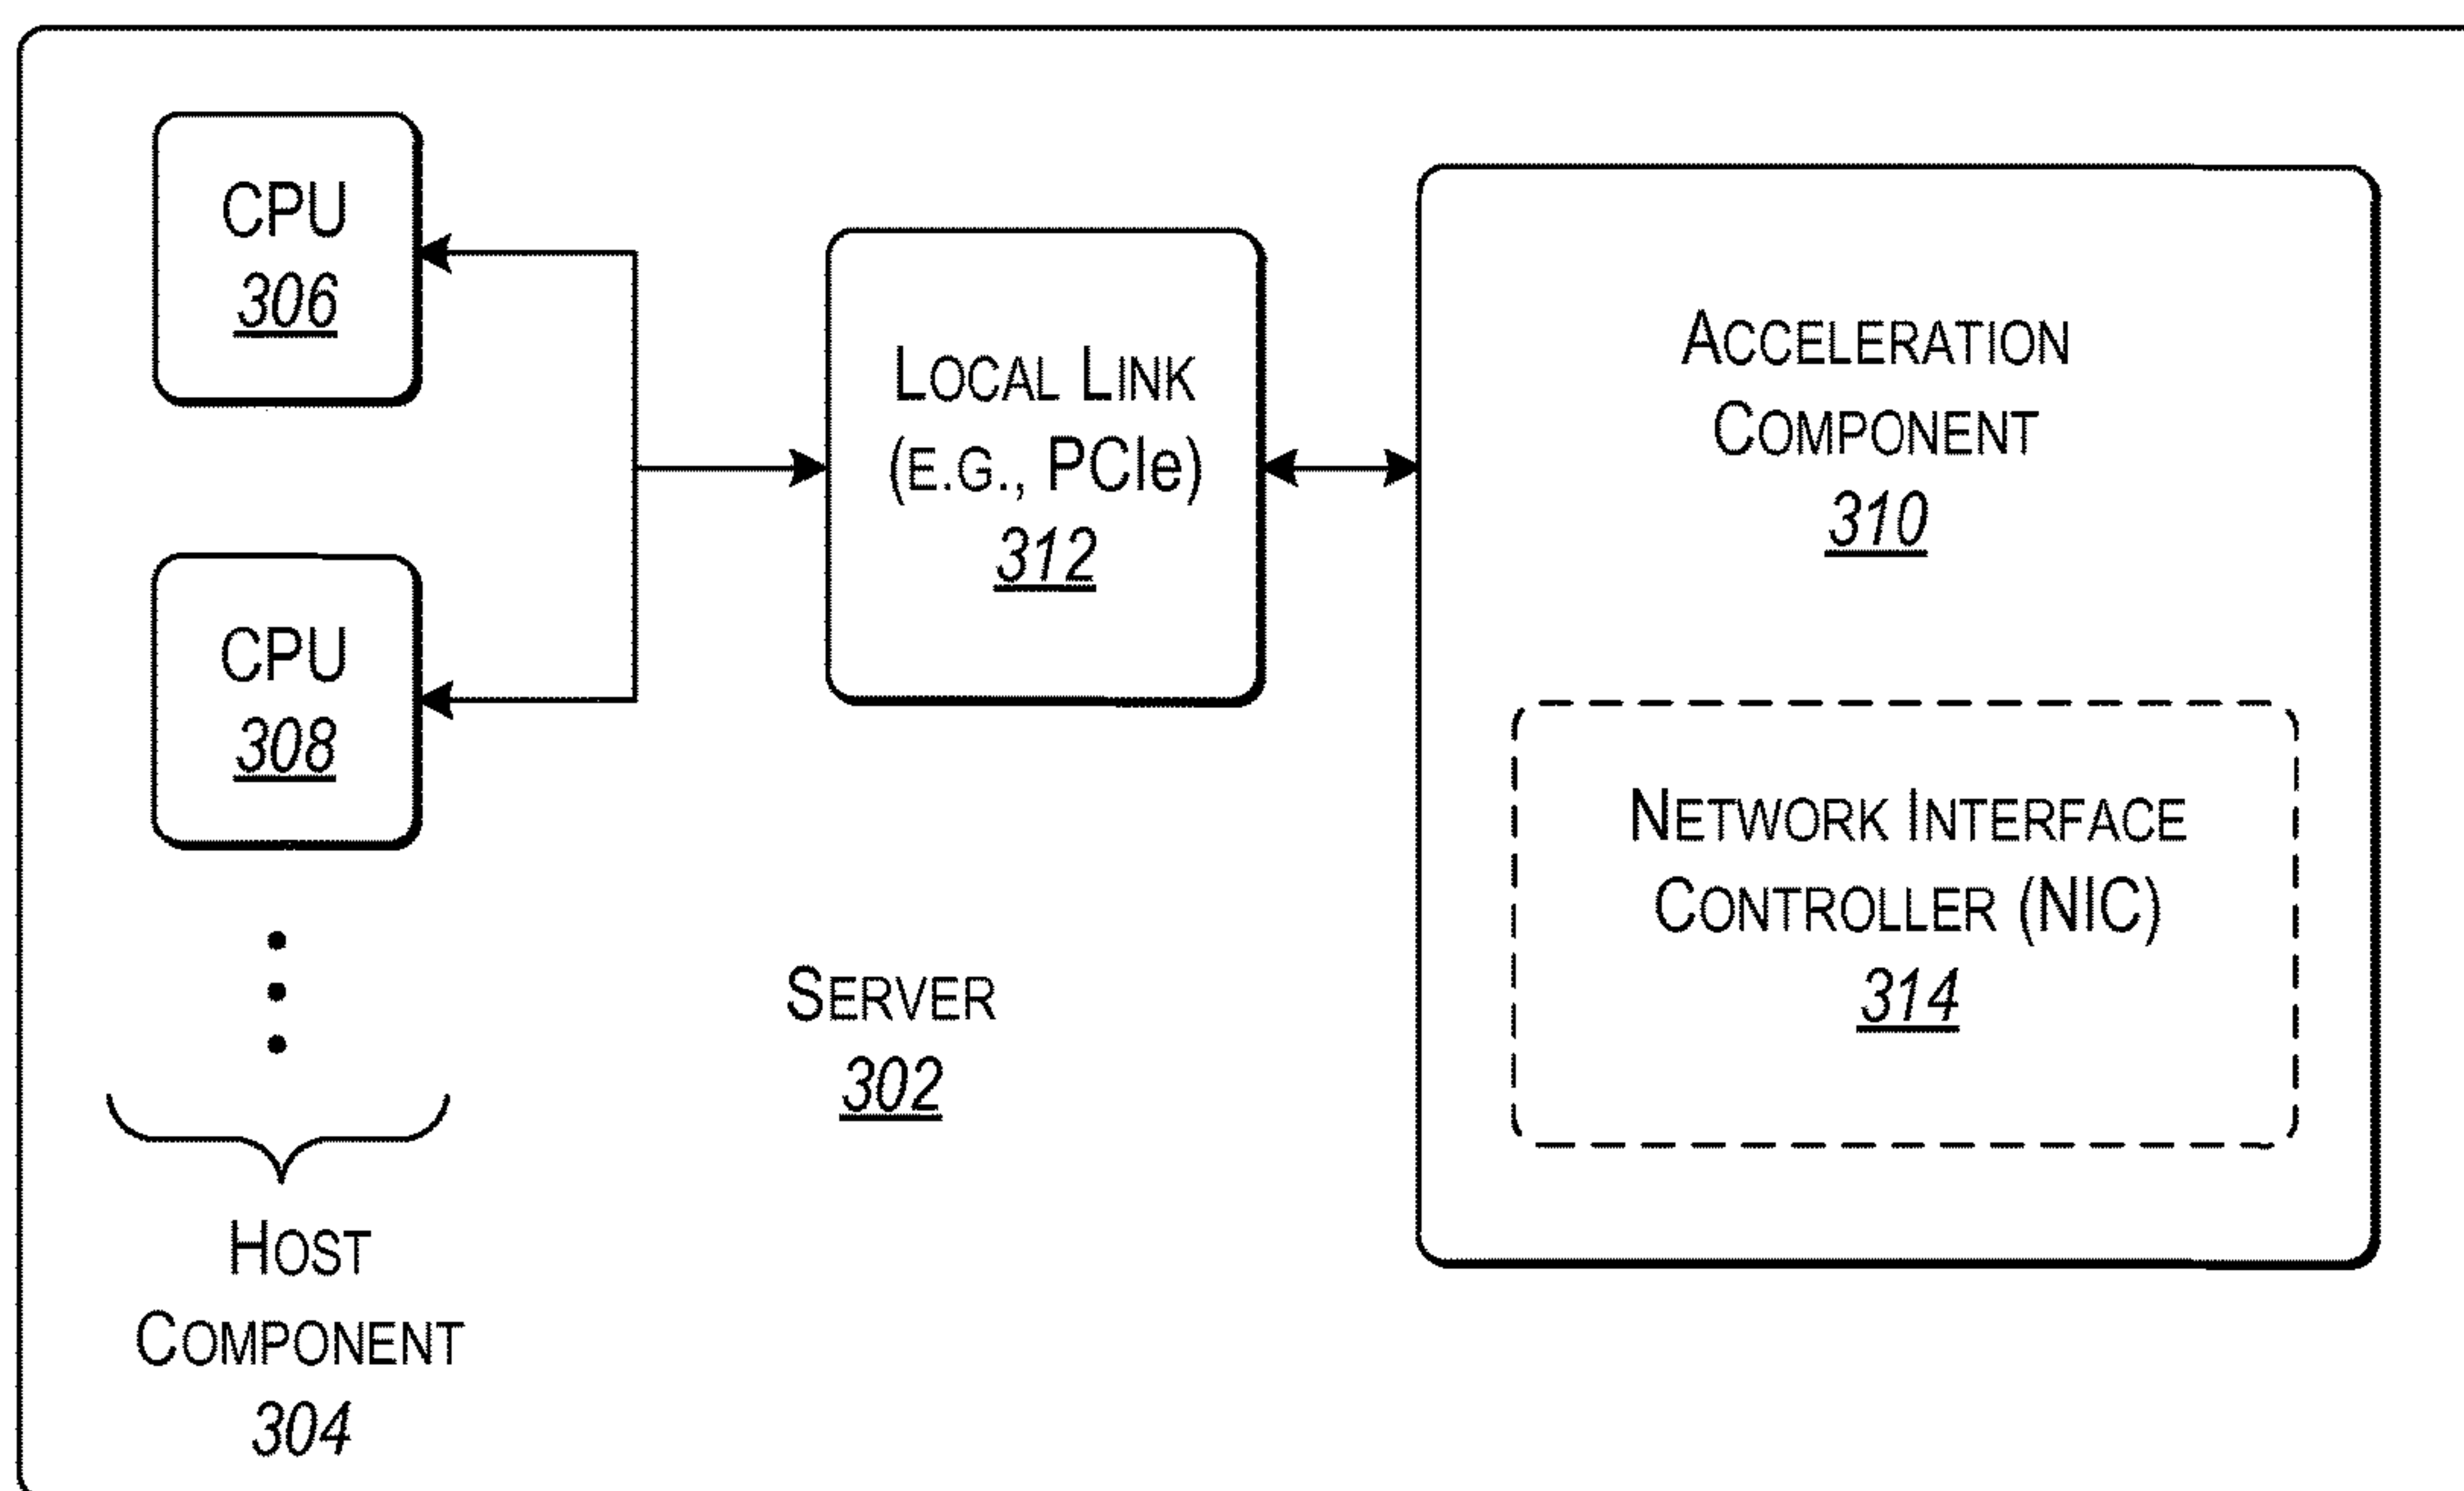 CPU
306
CPU
308
HOST
COMPONENT
304
LOCAL LINK
(E.G., PCIe)
312
SERVER
302
ACCELERATION
COMPONENT
310
NETWORK INTERFACE
CONTROLLER (NIC)
314